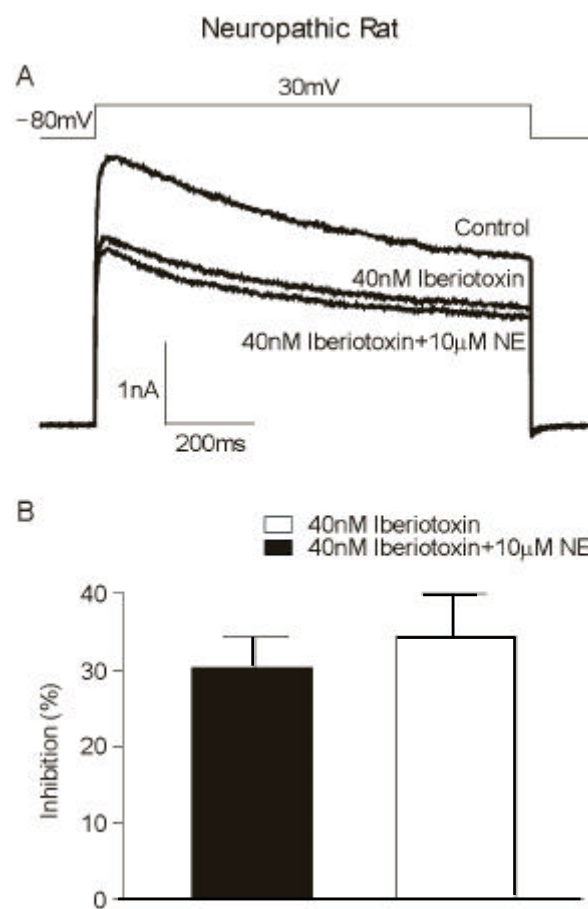 Neuropathic Rat
A
30mV
−80mV
Control
40nM Iberiotoxin
40nM Iberiotoxin+10μM NE
1nA
200ms
B
40nM Iberiotoxin
40nM Iberiotoxin+10μM NE
Inhibition (%)
40
30
20
10
0